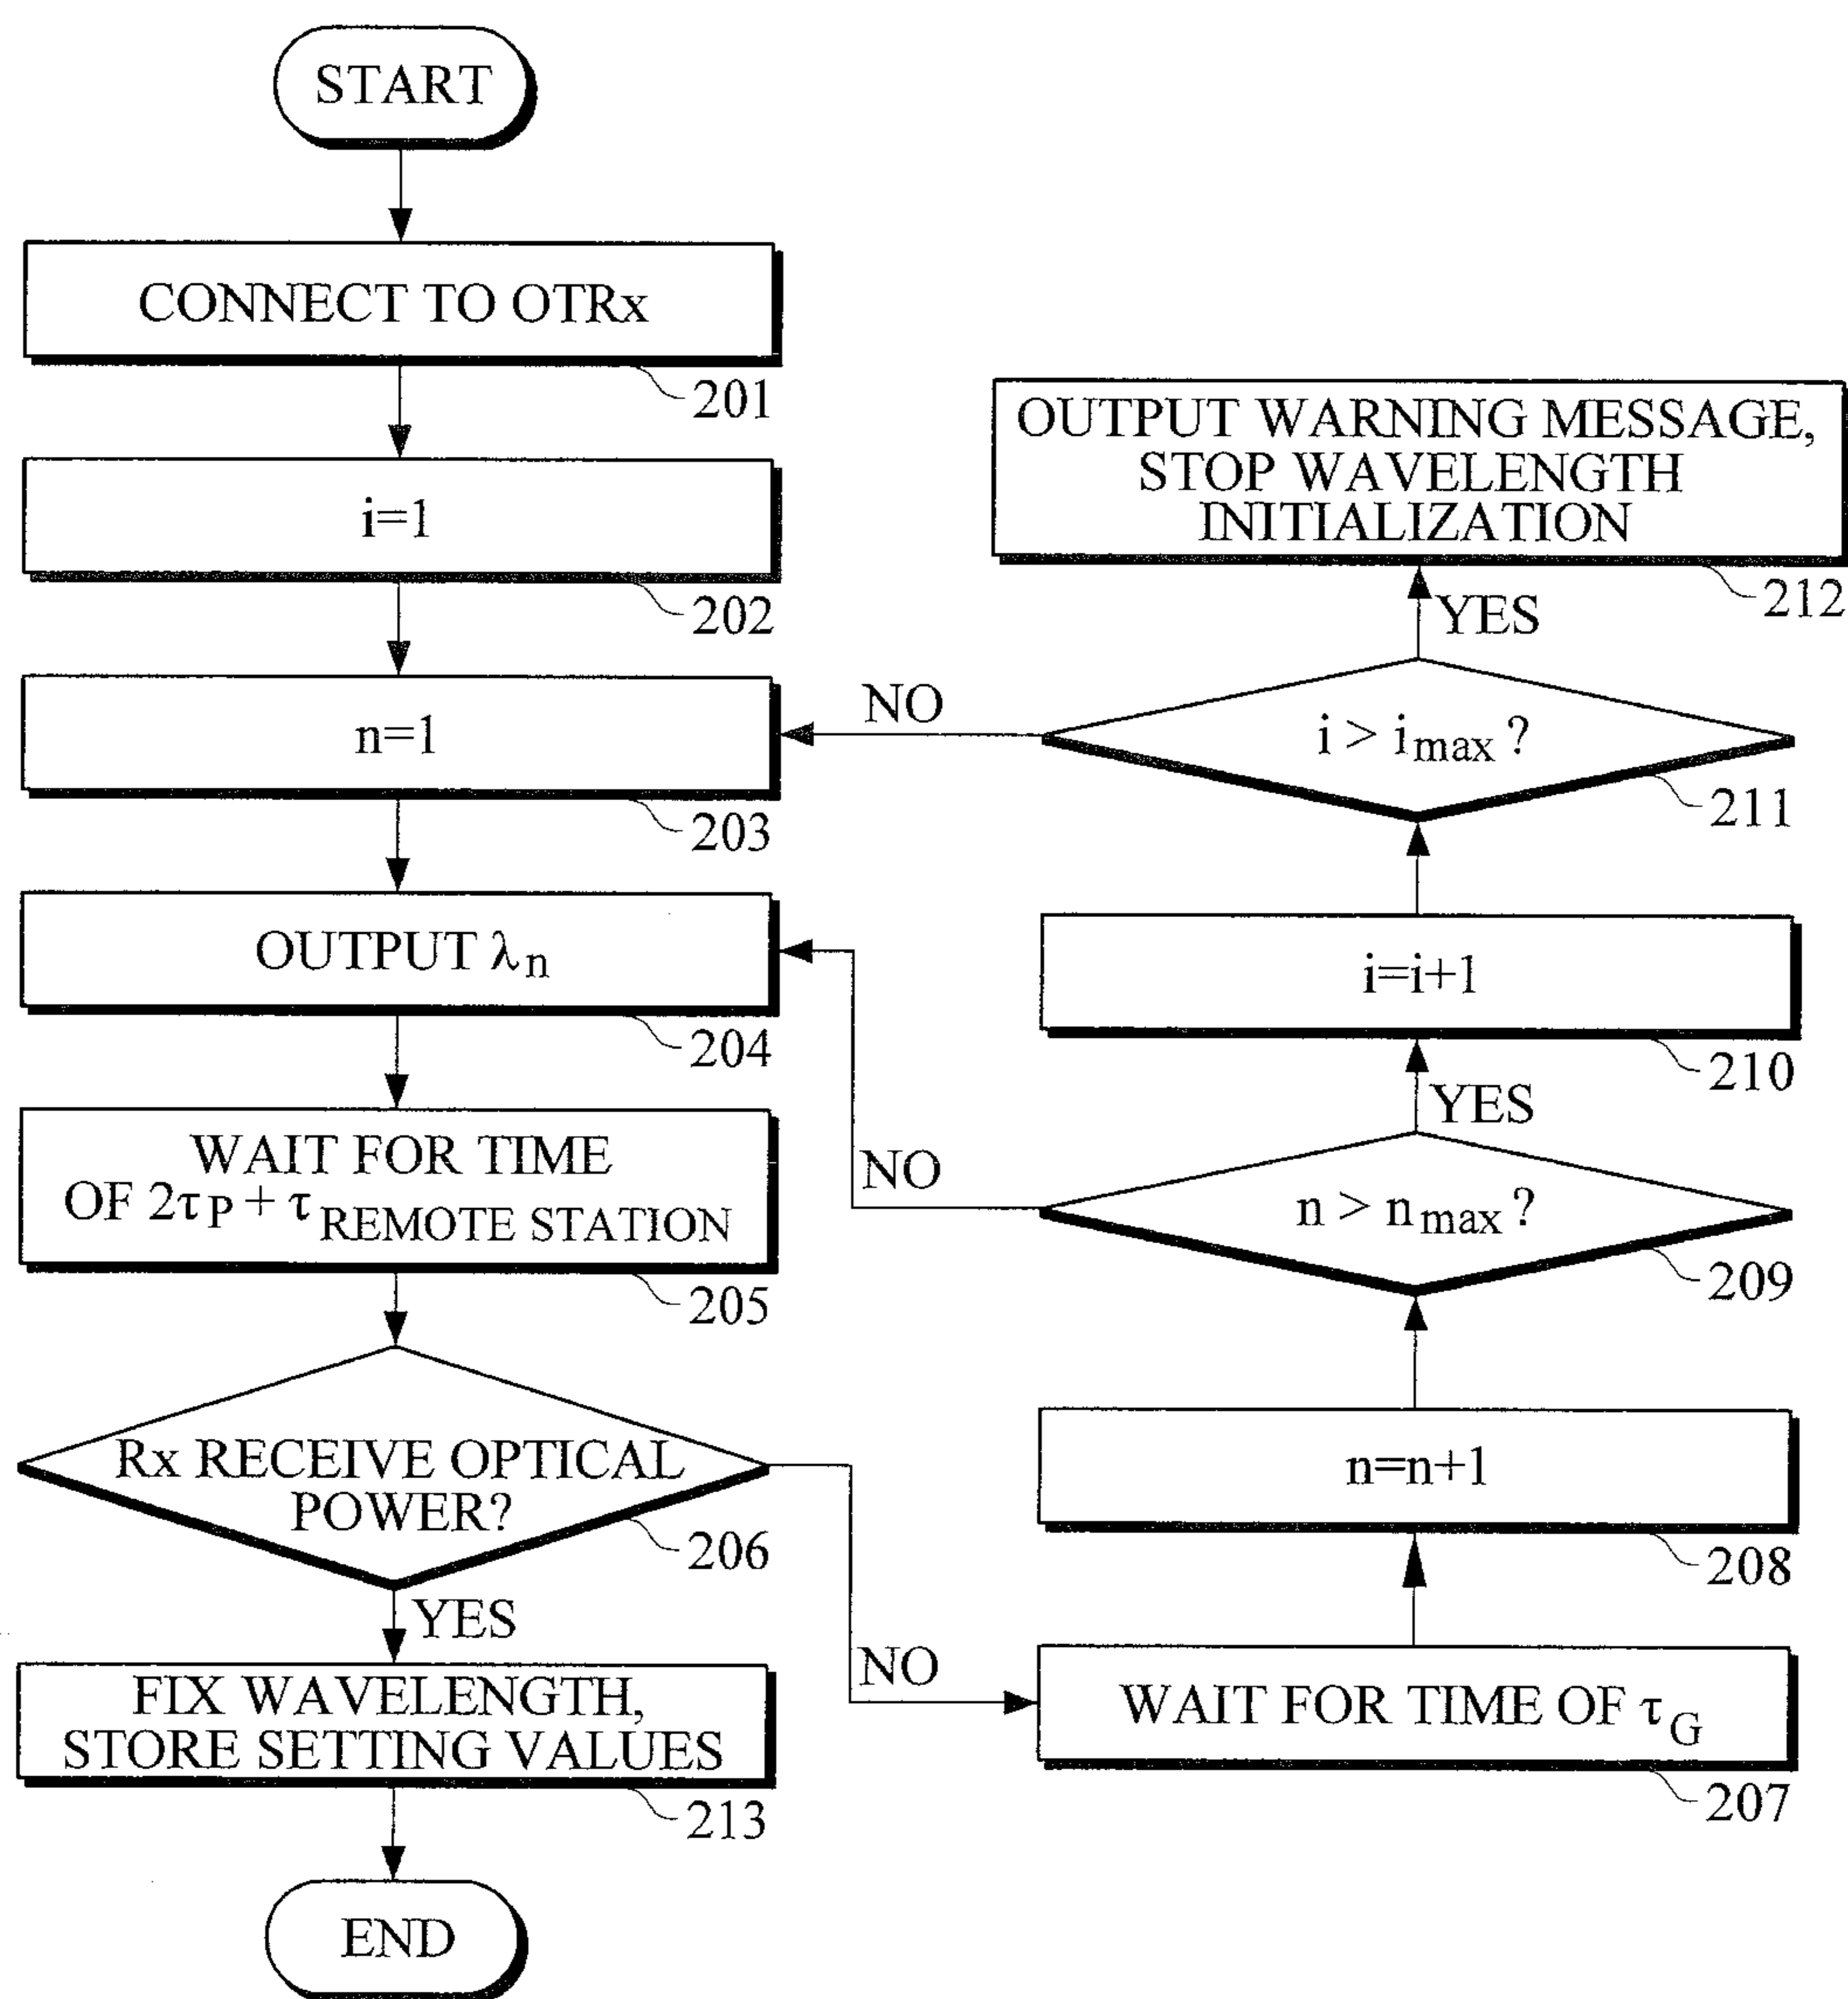 START
CONNECT TO OTRx
201
i=1
202
n=1
203
OUTPUT λn
204
WAIT FOR TIME
OF 2τP + τREMOTE STATION
205
Rx RECEIVE OPTICAL
POWER?
206
YES
NO
FIX WAVELENGTH,
STORE SETTING VALUES
213
END
WAIT FOR TIME OF τG
207
n=n+1
208
n > nmax ?
209
NO
YES
i=i+1
210
i > imax ?
211
NO
YES
OUTPUT WARNING MESSAGE,
STOP WAVELENGTH
INITIALIZATION
212